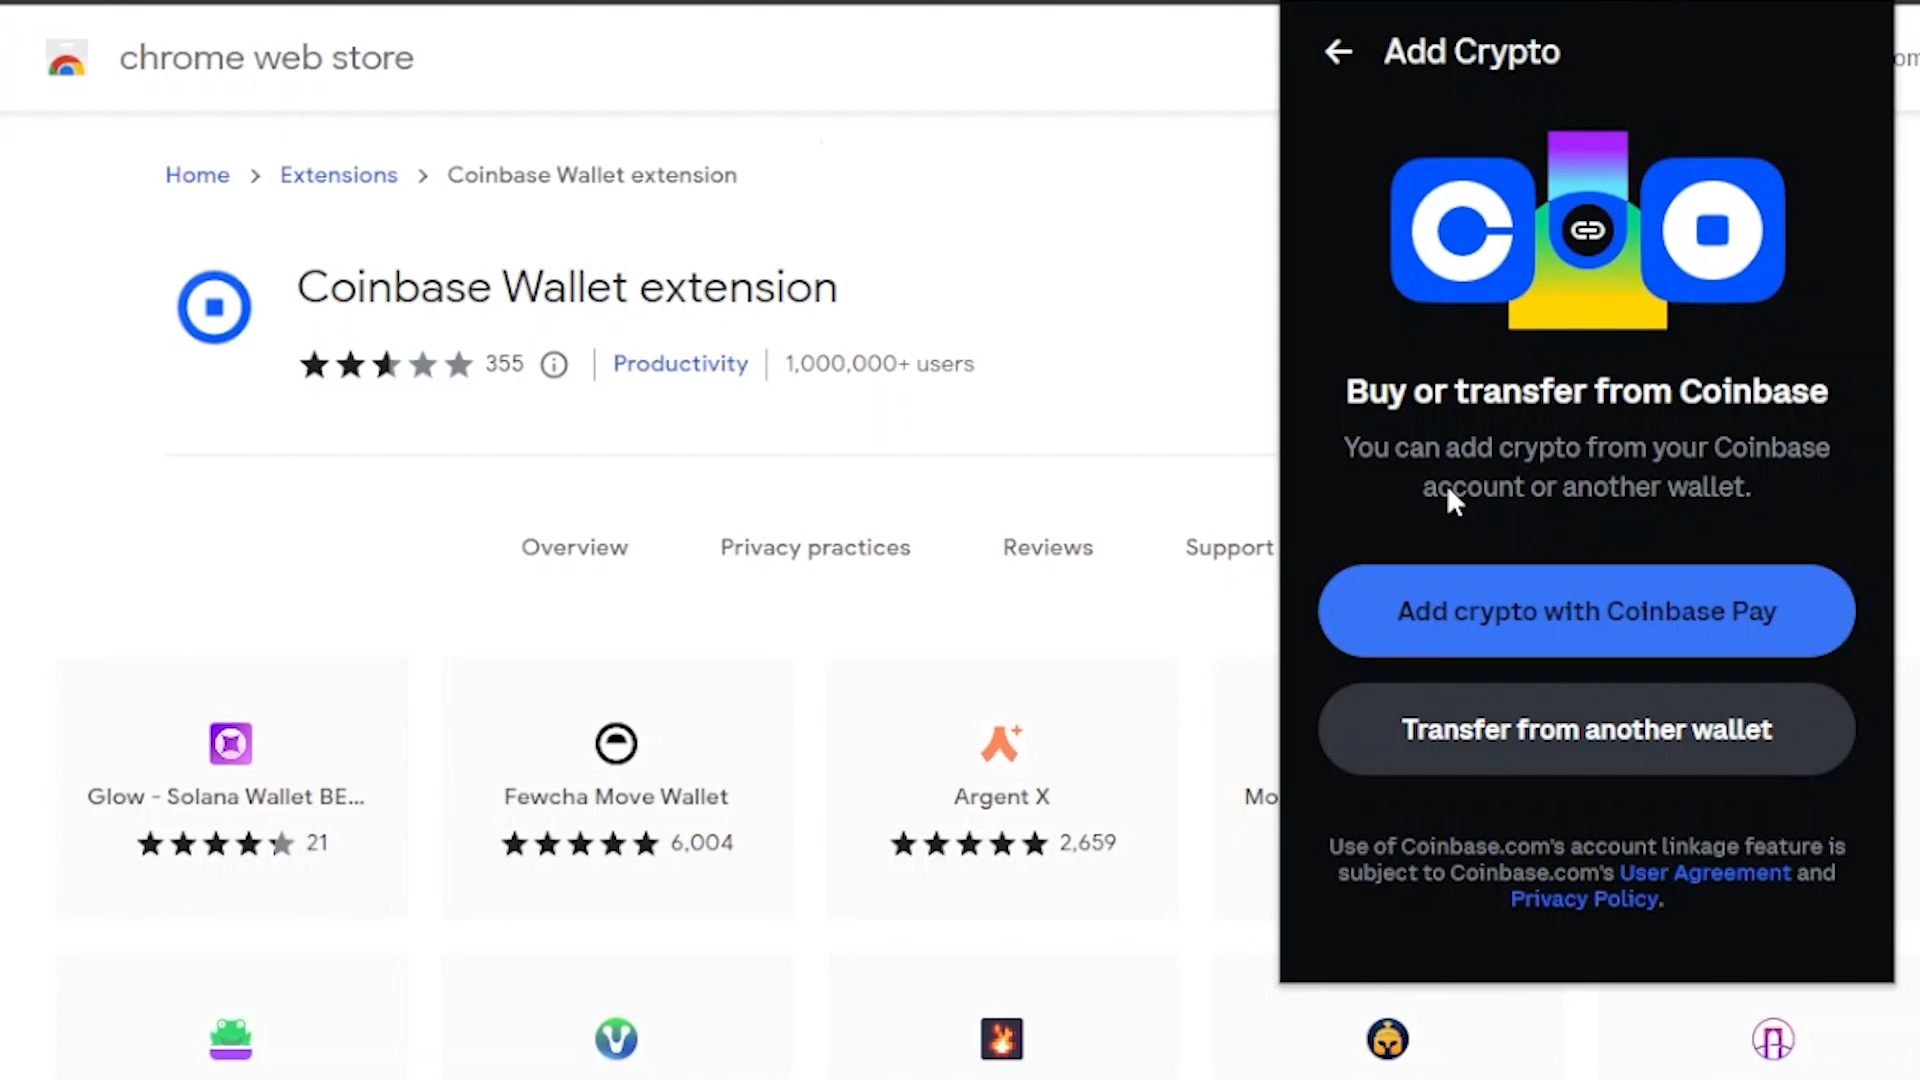 chrome web store
Home > Extensions > Coinbase Wallet extension
Coinbase Wallet extension
355 Productivity 1,000,000+ users
Overview Privacy practices Reviews Support
Glow - Solana Wallet BE...
21
Fewcha Move Wallet
6,004
Argent X
2,659
Add Crypto
Buy or transfer from Coinbase
You can add crypto from your Coinbase
account or another wallet.
Add crypto with Coinbase Pay
Transfer from another wallet
Use of Coinbase.com's account linkage feature is
subject to Coinbase.com's User Agreement and
Privacy Policy.